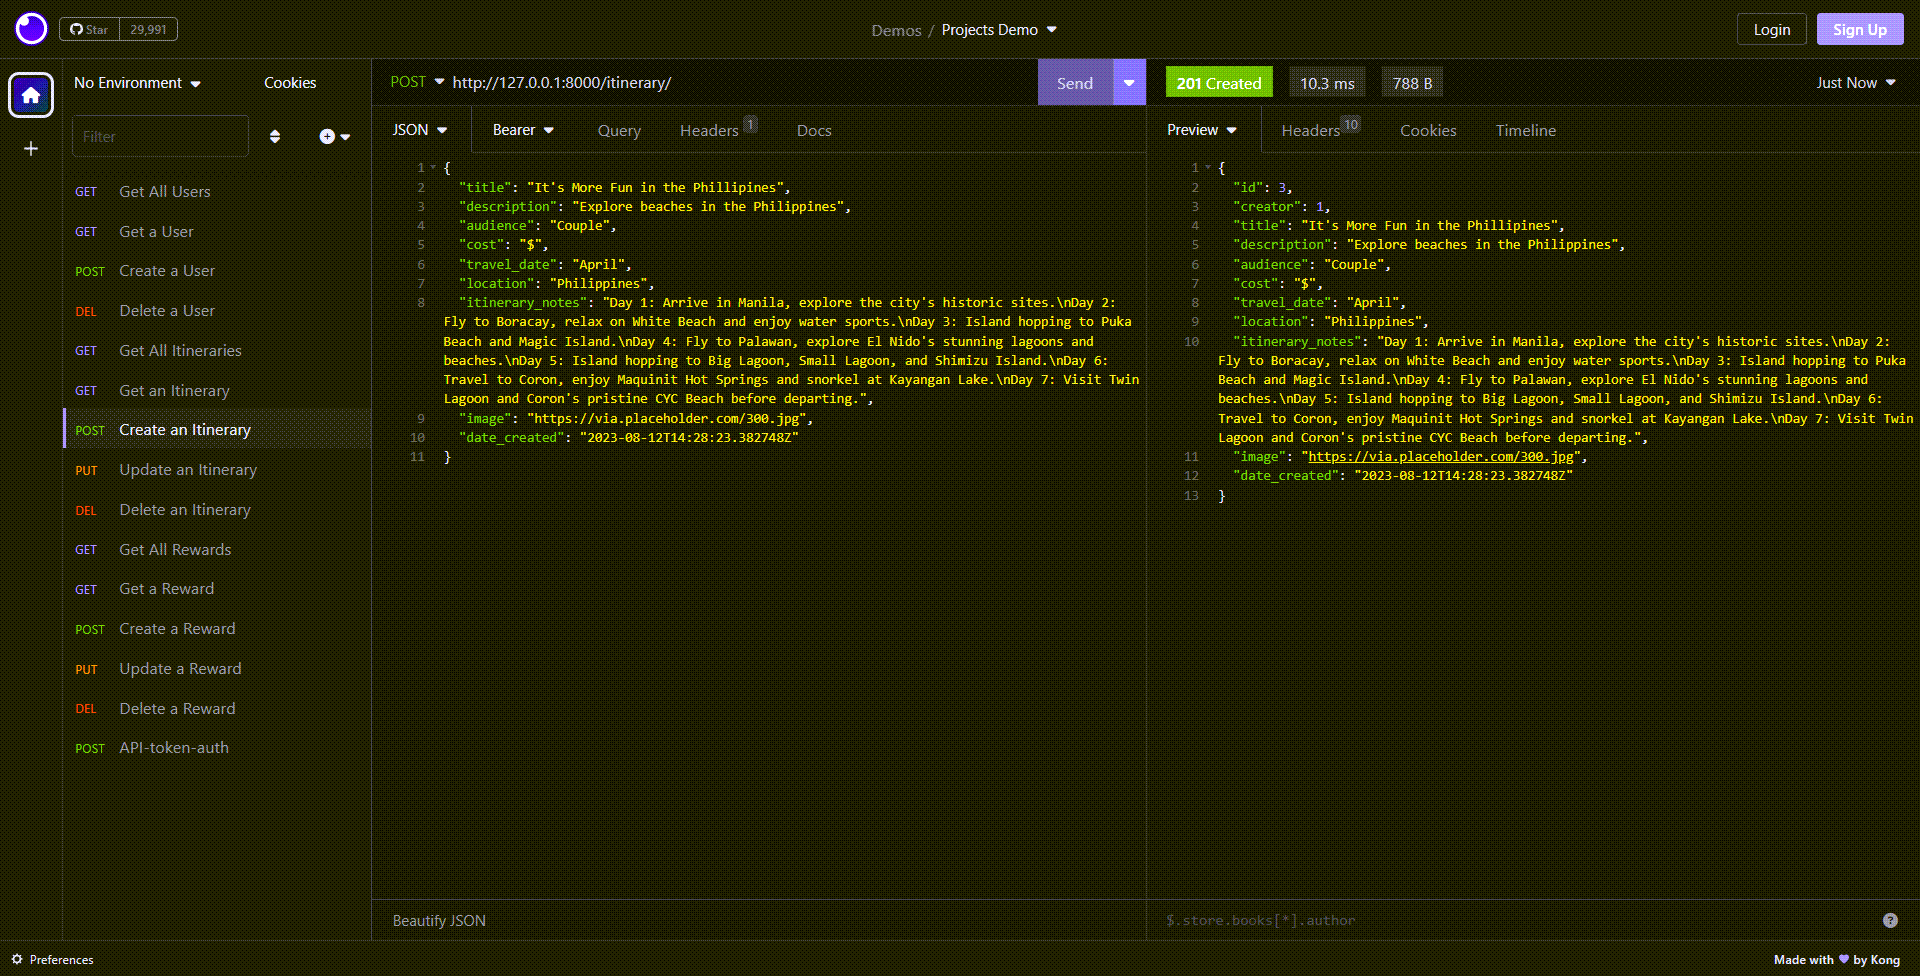 Star 29,991
Demos / Projects Demo
Login Sign Up
No Environment Cookies
Filter
GET Get All Users
GET Get a User
POST Create a User
DEL Delete a User
GET Get All Itineraries
GET Get an Itinerary
POST Create an Itinerary
PUT Update an Itinerary
DEL Delete an Itinerary
GET Get All Rewards
GET Get a Reward
POST Create a Reward
PUT Update a Reward
DEL Delete a Reward
POST API-token-auth
POST http://127.0.0.1:8000/itinerary/ Send
JSON Bearer Query Headers 1 Docs
1 {
2 "title": "It's More Fun in the Phillipines",
3 "description": "Explore beaches in the Philippines",
4 "audience": "Couple",
5 "cost": "$",
6 "travel_date": "April",
7 "location": "Philippines",
8 "itinerary_notes": "Day 1: Arrive in Manila, explore the city's historic sites.\nDay 2:
Fly to Boracay, relax on White Beach and enjoy water sports.\nDay 3: Island hopping to Puka
Beach and Magic Island.\nDay 4: Fly to Palawan, explore El Nido's stunning lagoons and
beaches.\nDay 5: Island hopping to Big Lagoon, Small Lagoon, and Shimizu Island.\nDay 6:
Travel to Coron, enjoy Maquinit Hot Springs and snorkel at Kayangan Lake.\nDay 7: Visit Twin
Lagoon and Coron's pristine CYC Beach before departing.",
9 "image": "https://via.placeholder.com/300.jpg",
10 "date_created": "2023-08-12T14:28:23.382748Z"
11 }
Beautify JSON
201 Created 10.3 ms 788 B Just Now
Preview Headers 10 Cookies Timeline
1 {
2 "id": 3,
3 "creator": 1,
4 "title": "It's More Fun in the Phillipines",
5 "description": "Explore beaches in the Philippines",
6 "audience": "Couple",
7 "cost": "$",
8 "travel_date": "April",
9 "location": "Philippines",
10 "itinerary_notes": "Day 1: Arrive in Manila, explore the city's historic sites.\nDay 2:
Fly to Boracay, relax on White Beach and enjoy water sports.\nDay 3: Island hopping to Puka
Beach and Magic Island.\nDay 4: Fly to Palawan, explore El Nido's stunning lagoons and
beaches.\nDay 5: Island hopping to Big Lagoon, Small Lagoon, and Shimizu Island.\nDay 6:
Travel to Coron, enjoy Maquinit Hot Springs and snorkel at Kayangan Lake.\nDay 7: Visit Twin
Lagoon and Coron's pristine CYC Beach before departing.",
11 "image": "https://via.placeholder.com/300.jpg",
12 "date_created": "2023-08-12T14:28:23.382748Z"
13 }
$.store.books[*].author ?
Preferences
Made with ♥ by Kong